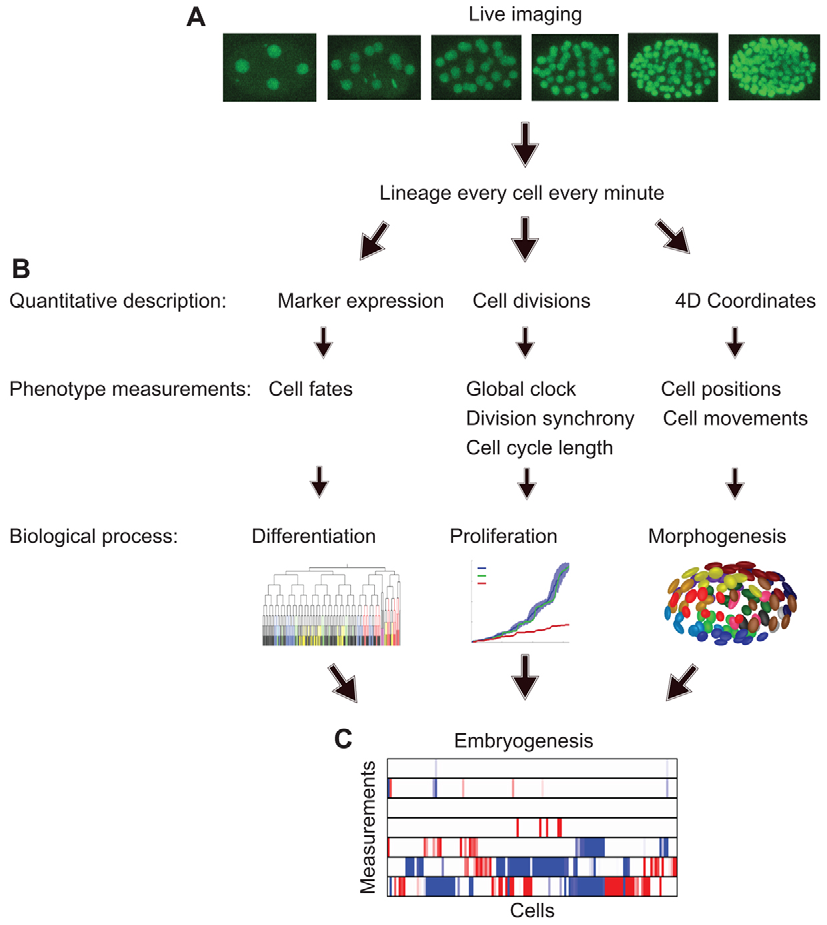 A
Live imaging
Lineage every cell every minute
B
Quantitative description: Marker expression Cell divisions 4D Coordinates
Phenotype measurements: Cell fates Global clock Cell positions
Division synchrony Cell movements
Cell cycle length
Biological process: Differentiation Proliferation Morphogenesis
C
Embryogenesis
Measurements
Cells